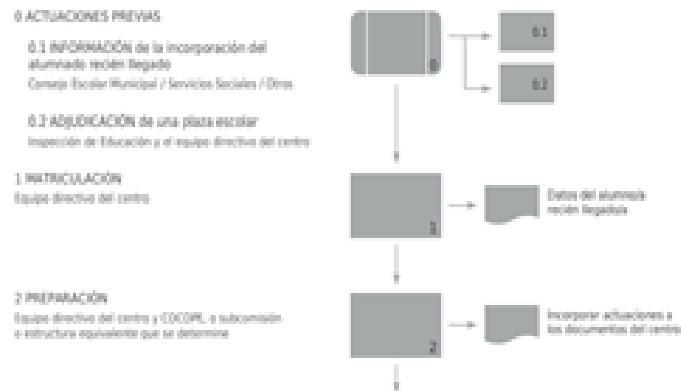 0 ACTUACIONES PREVIAS
0.1 INFORMACIÓN de la incorporación del
alumnado recién llegado
Consejo Escolar Municipal / Servicios Sociales / Otros
0.2 ADJUDICACIÓN de una plaza escolar
Inspección de Educación y el equipo directivo del centro
0
0.1
0.2
1 MATRICULACIÓN
Equipo directivo del centro
1
Datos del alumno/a
recién llegado/a
2 PREPARACIÓN
Equipo directivo del centro y COCOPE, o subcomisión
o estructura equivalente que se determine
2
Incorporar actuaciones a
los documentos del centro